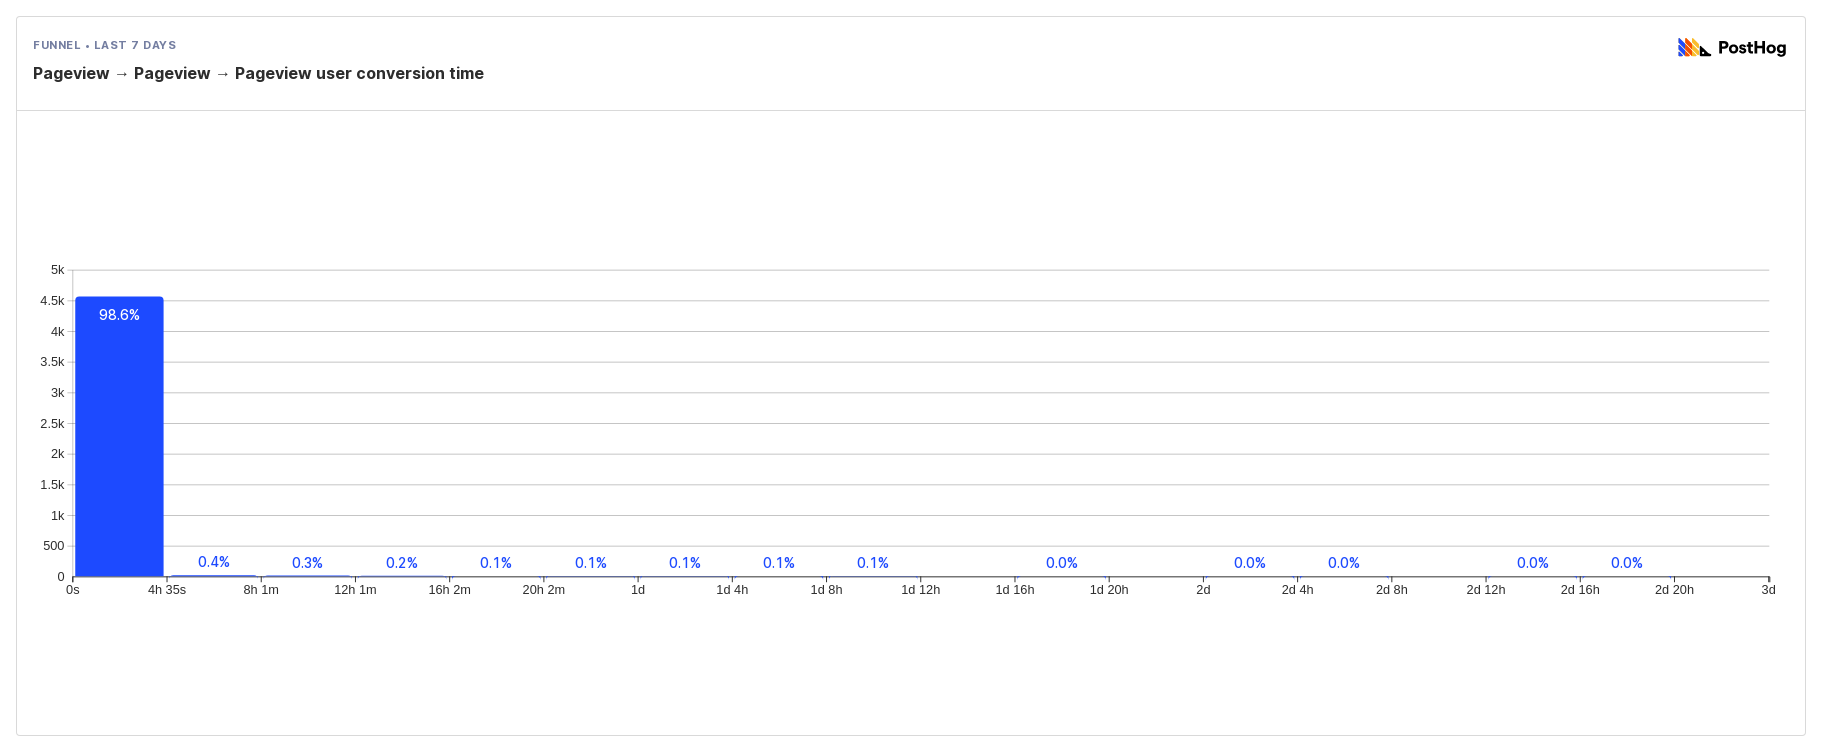 FUNNEL • LAST 7 DAYS
PostHog
Pageview → Pageview → Pageview user conversion time
5k
4.5k
4k
3.5k
3k
2.5k
2k
1.5k
1k
500
0
98.6%
0.4%
0.3%
0.2%
0.1%
0.1%
0.1%
0.1%
0.1%
0.0%
0.0%
0.0%
0.0%
0.0%
0s
4h 35s
8h 1m
12h 1m
16h 2m
20h 2m
1d
1d 4h
1d 8h
1d 12h
1d 16h
1d 20h
2d
2d 4h
2d 8h
2d 12h
2d 16h
2d 20h
3d